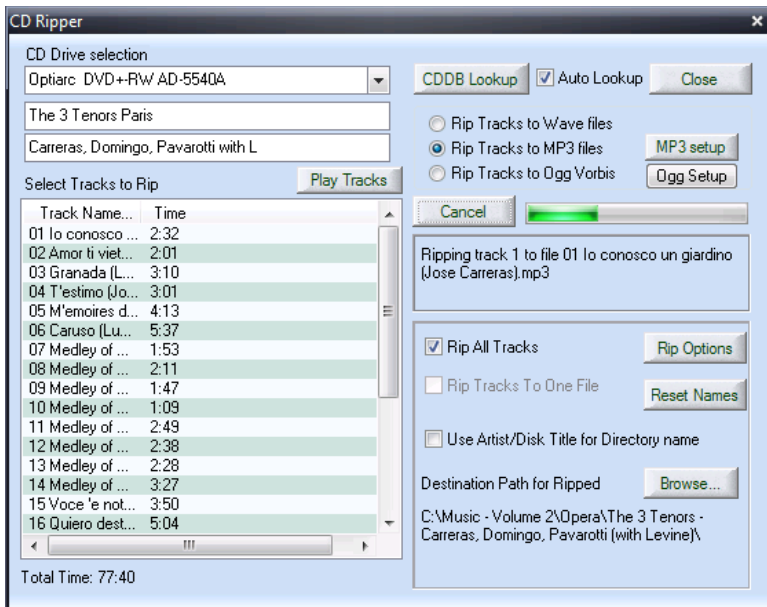 CD Ripper
CD Drive selection
Optiarc DVD+-RW AD-5540A
The 3 Tenors Paris
Carreras, Domingo, Pavarotti with L
Select Tracks to Rip
Play Tracks
Track Name... Time
01 Io conosco ... 2:32
02 Amor ti viet... 2:01
03 Granada (L... 3:10
04 T'estimo (Jo... 3:01
05 M'emoires d... 4:13
06 Caruso (Lu... 5:37
07 Medley of ... 1:53
08 Medley of ... 2:11
09 Medley of ... 1:47
10 Medley of ... 1:09
11 Medley of ... 2:49
12 Medley of ... 2:38
13 Medley of ... 2:28
14 Medley of ... 3:27
15 Voce 'e not... 3:50
16 Quiero dest... 5:04
Total Time: 77:40
CDDB Lookup
Auto Lookup
Close
Rip Tracks to Wave files
Rip Tracks to MP3 files
MP3 setup
Rip Tracks to Ogg Vorbis
Ogg Setup
Cancel
Ripping track 1 to file 01 Io conosco un giardino
(Jose Carreras).mp3
Rip All Tracks
Rip Options
Rip Tracks To One File
Reset Names
Use Artist/Disk Title for Directory name
Destination Path for Ripped
Browse...
C:\Music - Volume 2\Opera\The 3 Tenors -
Carreras, Domingo, Pavarotti (with Levine)\